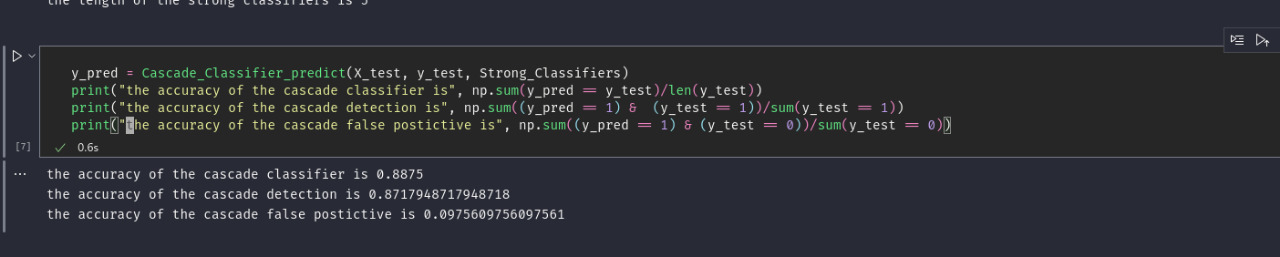 the length of the strong classifiers is 5
y_pred = Cascade_Classifier_predict(X_test, y_test, Strong_Classifiers)
print("the accuracy of the cascade classifier is", np.sum(y_pred == y_test)/len(y_test))
print("the accuracy of the cascade detection is", np.sum((y_pred == 1) &  (y_test == 1))/sum(y_test == 1))
print("the accuracy of the cascade false postictive is", np.sum((y_pred == 1) & (y_test == 0))/sum(y_test == 0))
[7] 0.6s
the accuracy of the cascade classifier is 0.8875
the accuracy of the cascade detection is 0.8717948717948718
the accuracy of the cascade false postictive is 0.0975609756097561